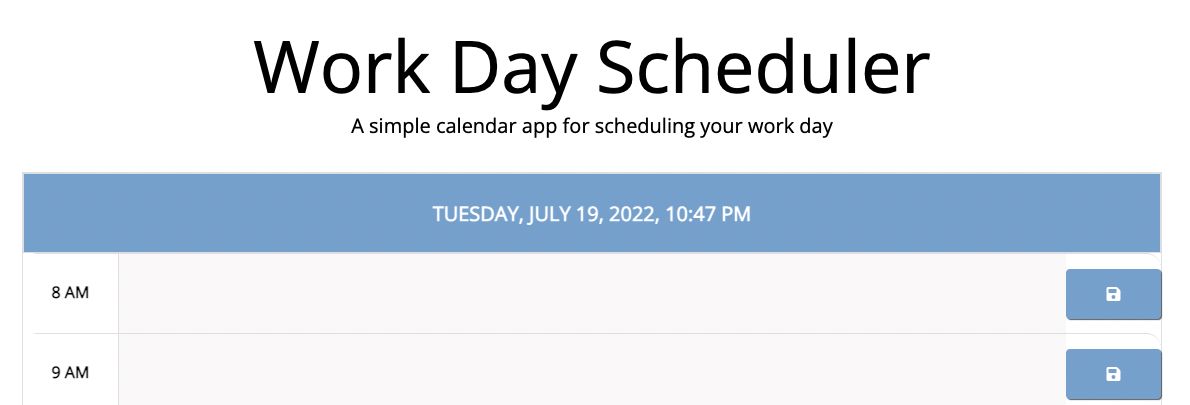 Work Day Scheduler
A simple calendar app for scheduling your work day
TUESDAY, JULY 19, 2022, 10:47 PM
8 AM
9 AM